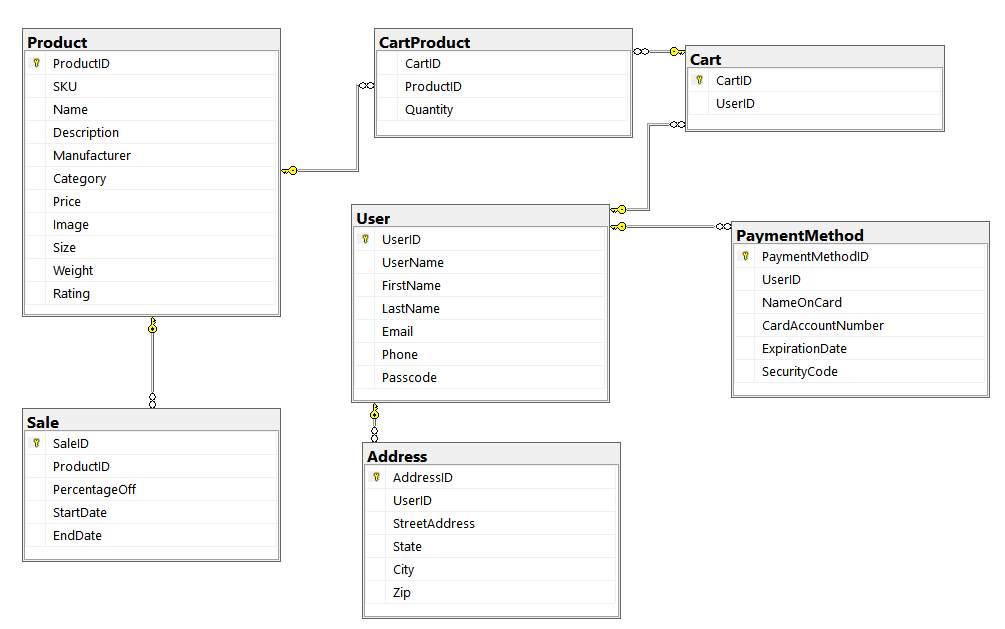 Product
ProductID
SKU
Name
Description
Manufacturer
Category
Price
Image
Size
Weight
Rating
CartProduct
CartID
ProductID
Quantity
Cart
CartID
UserID
User
UserID
UserName
FirstName
LastName
Email
Phone
Passcode
PaymentMethod
PaymentMethodID
UserID
NameOnCard
CardAccountNumber
ExpirationDate
SecurityCode
Sale
SaleID
ProductID
PercentageOff
StartDate
EndDate
Address
AddressID
UserID
StreetAddress
State
City
Zip